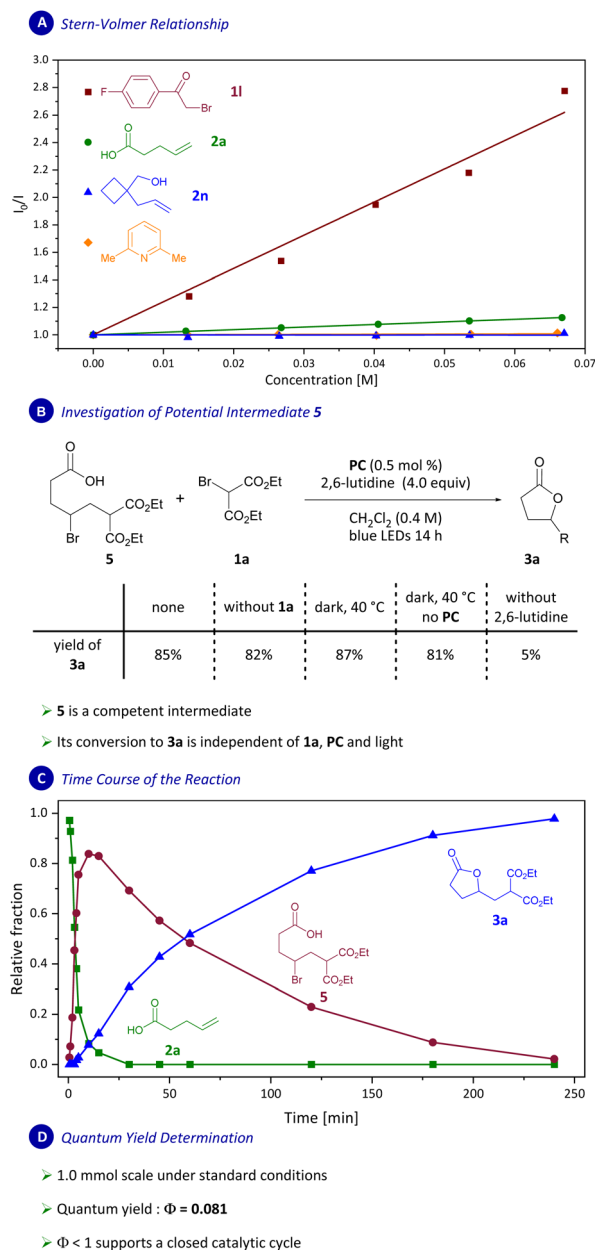 A Stern-Volmer Relationship
3.0
2.8
2.6
2.4
2.2
2.0
1.8
1.6
1.4
1.2
1.0
I0/I
F
O
Br
1l
O
HO
2a
OH
2n
Me N Me
0.00 0.01 0.02 0.03 0.04 0.05 0.06 0.07
Concentration [M]
B Investigation of Potential Intermediate 5
O
OH
CO2Et
Br CO2Et
5
+
Br CO2Et
CO2Et
1a
PC (0.5 mol %)
2,6-lutidine (4.0 equiv)
CH2Cl2 (0.4 M)
blue LEDs 14 h
O
O
R
3a
none without 1a dark, 40 °C dark, 40 °C no PC without 2,6-lutidine
yield of 3a 85% 82% 87% 81% 5%
➢ 5 is a competent intermediate
➢ Its conversion to 3a is independent of 1a, PC and light
C Time Course of the Reaction
1.0
0.8
0.6
0.4
0.2
0.0
Relative fraction
O
O CO2Et
CO2Et
3a
O
OH
CO2Et
Br CO2Et
5
O
HO
2a
0 50 100 150 200 250
Time [min]
D Quantum Yield Determination
➢ 1.0 mmol scale under standard conditions
➢ Quantum yield : Φ = 0.081
➢ Φ < 1 supports a closed catalytic cycle